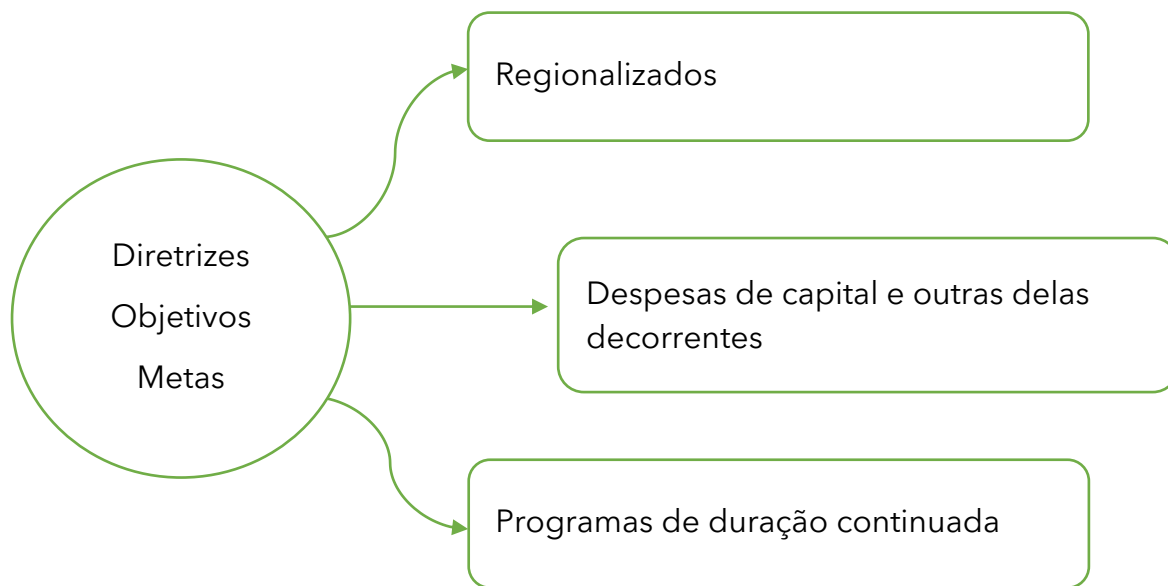 Regionalizados
Diretrizes
Objetivos
Metas
Despesas de capital e outras delas
decorrentes
Programas de duração continuada